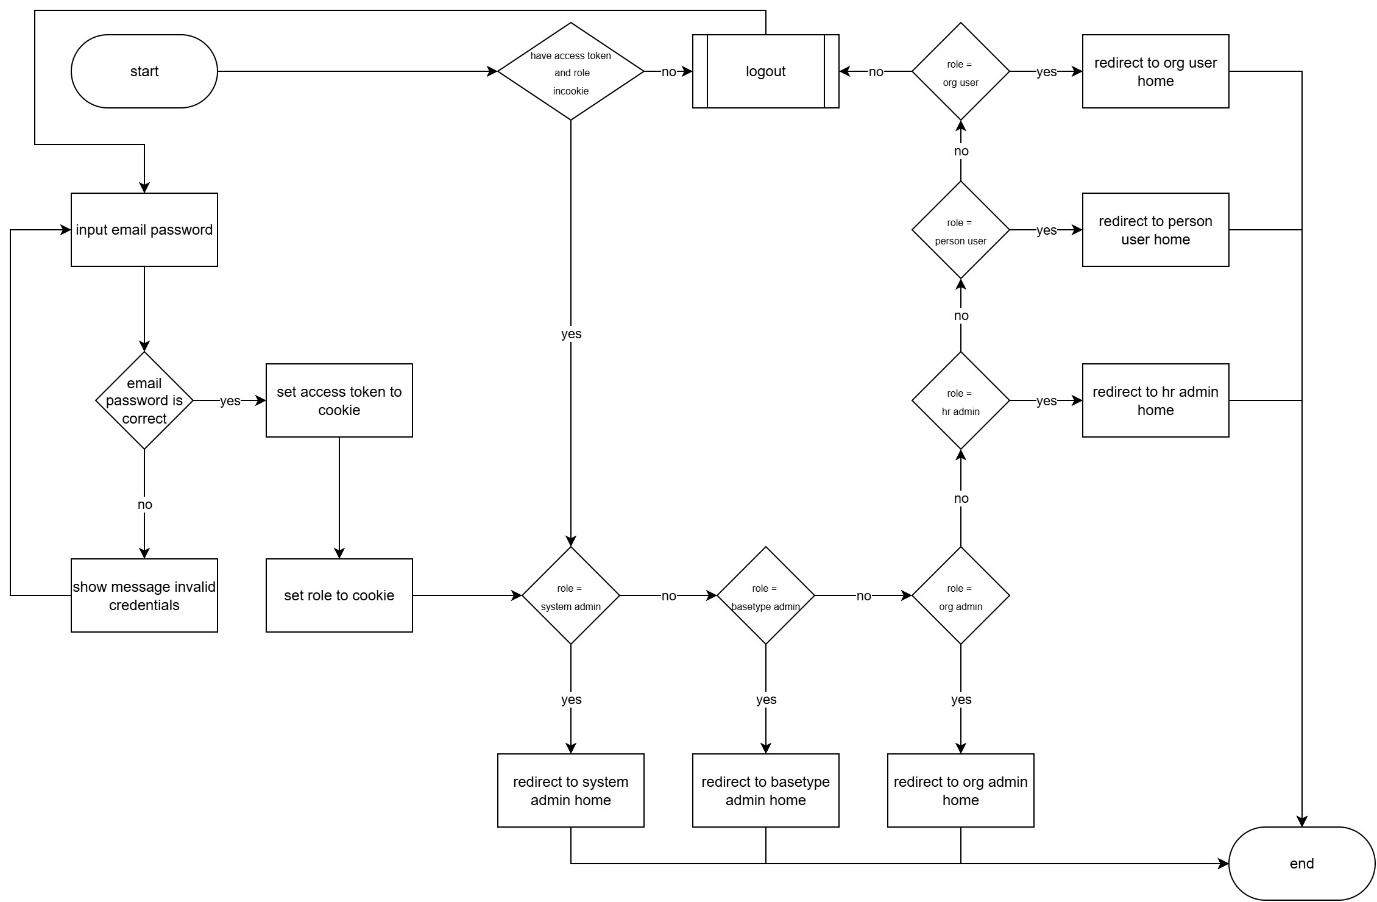 start
have access token
and role
incookie
no
logout
no
role =
org user
yes
redirect to org user
home
no
input email password
role =
person user
yes
redirect to person
user home
no
yes
email
password is
correct
yes
set access token to
cookie
role =
hr admin
yes
redirect to hr admin
home
no
no
show message invalid
credentials
set role to cookie
role =
system admin
no
role =
basetype admin
no
role =
org admin
yes
yes
yes
redirect to system
admin home
redirect to basetype
admin home
redirect to org admin
home
end